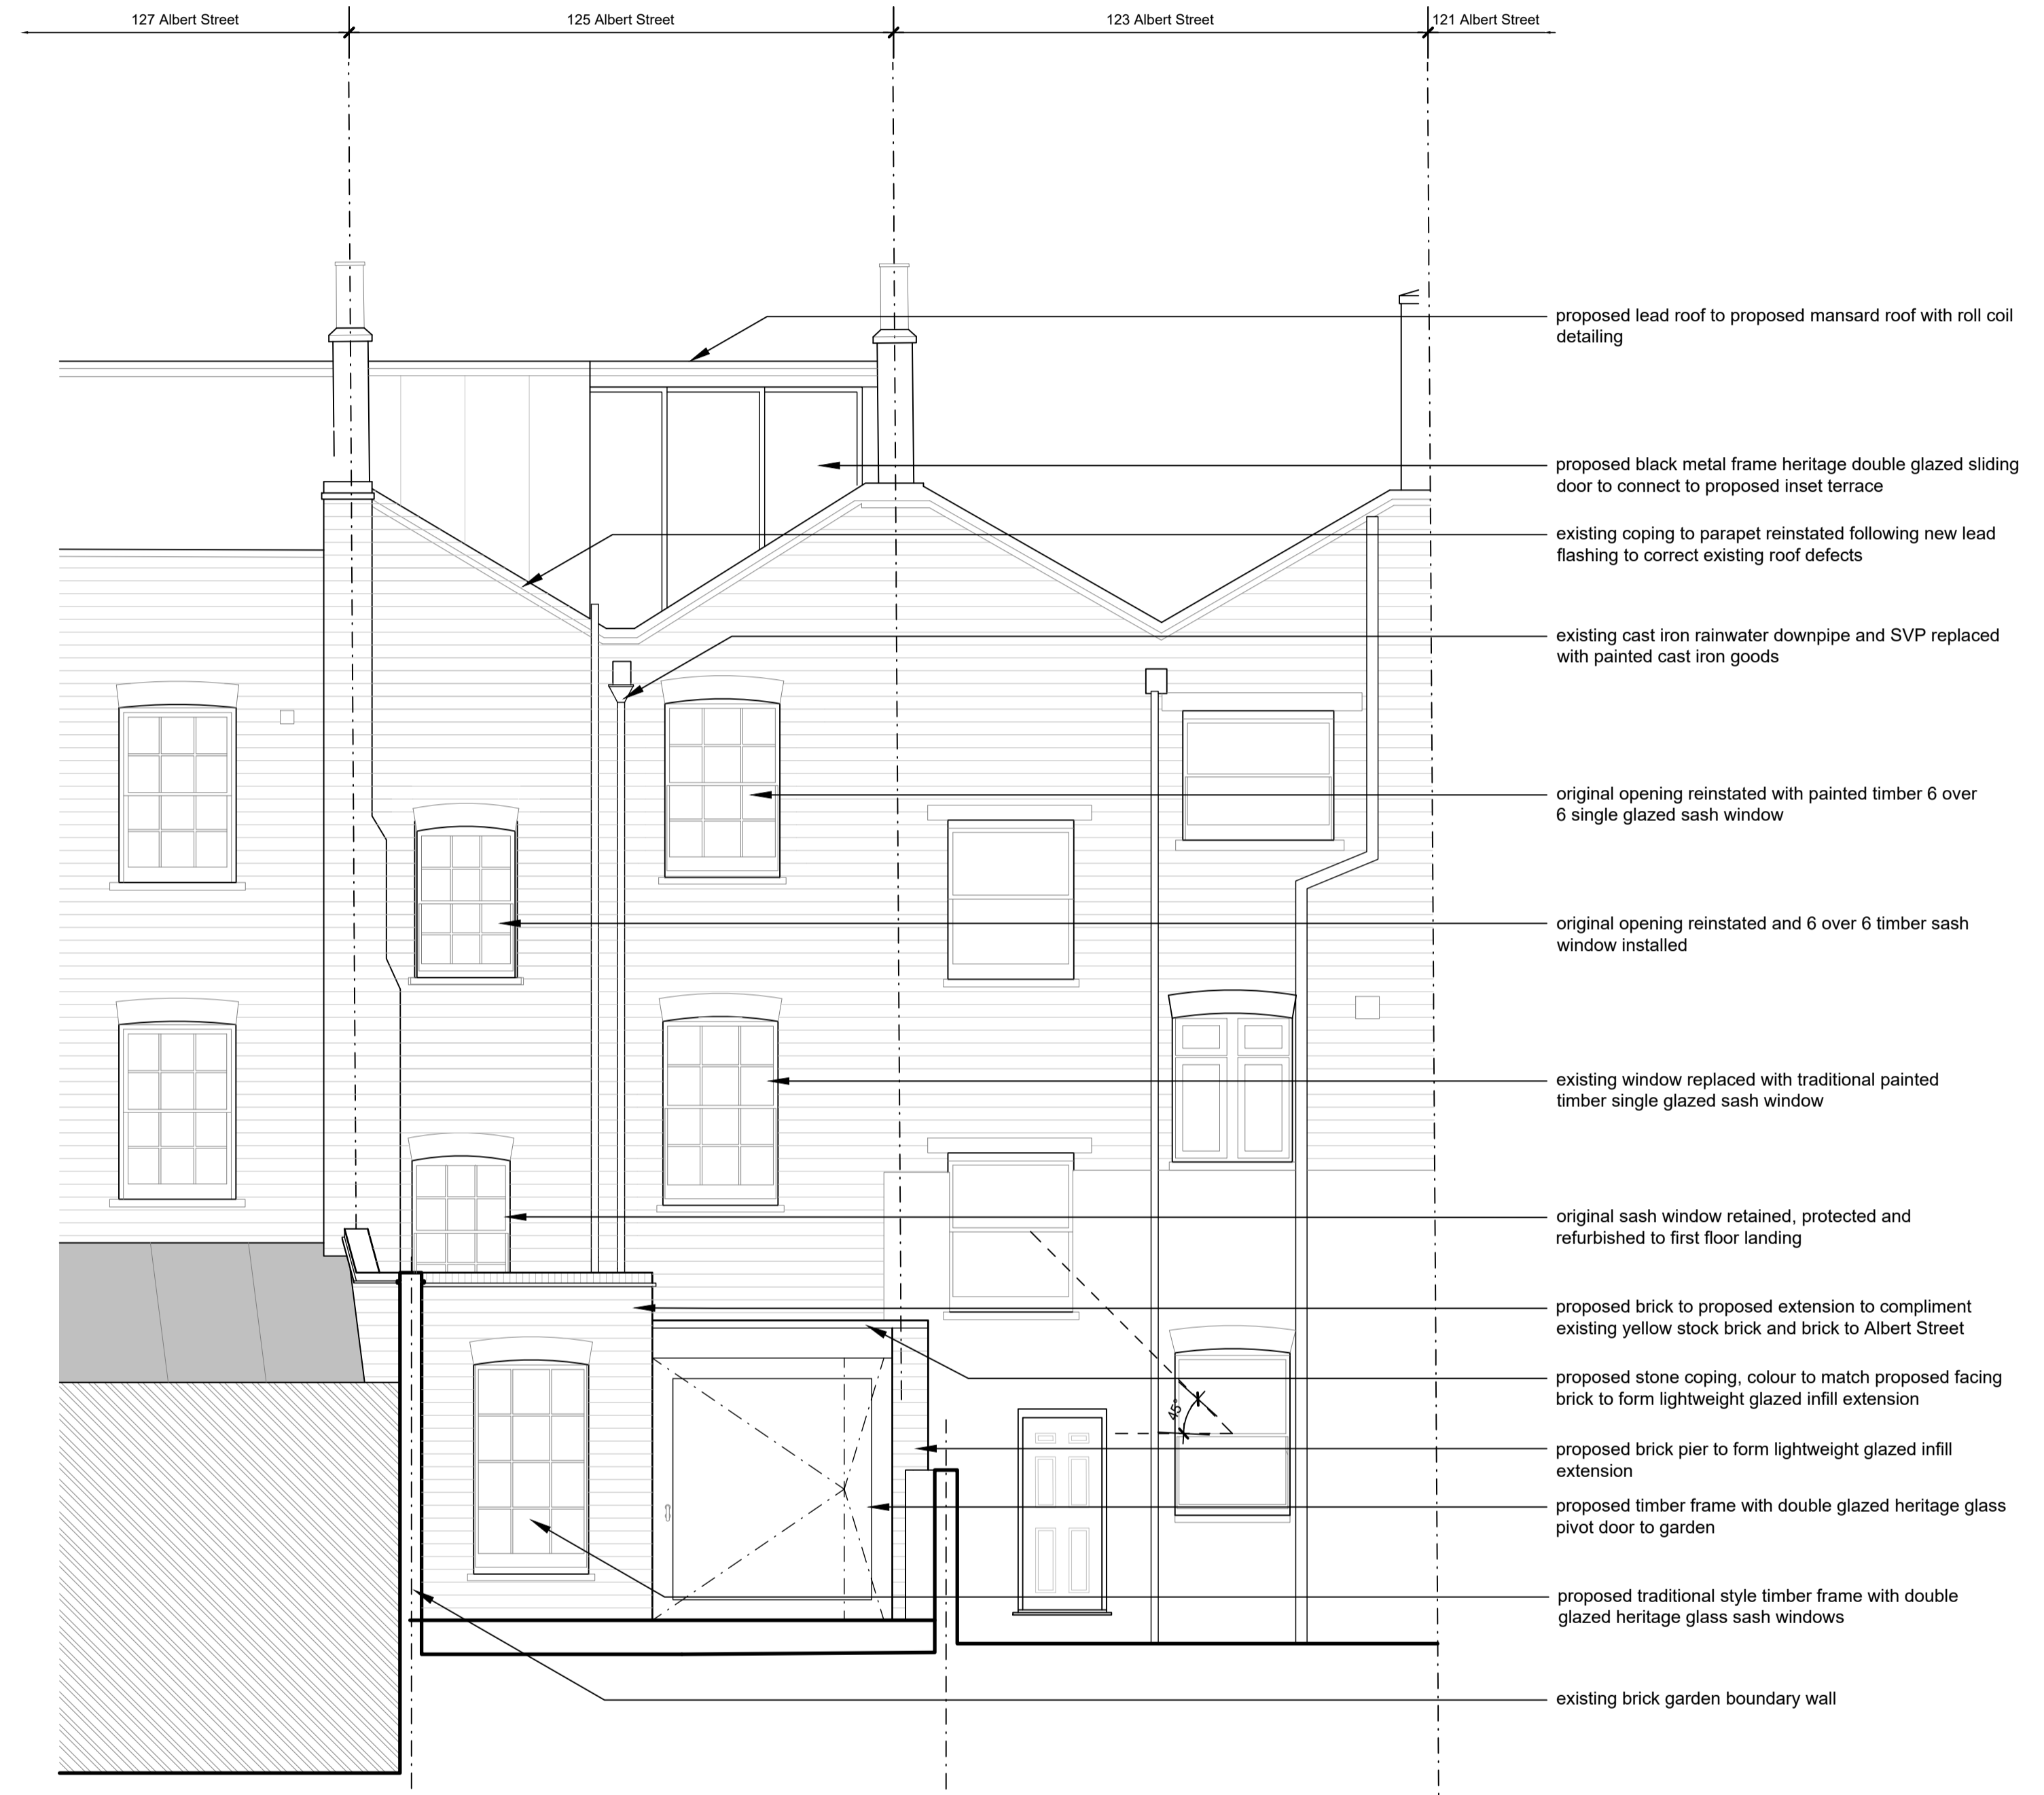 127 Albert Street
125 Albert Street
123 Albert Street
121 Albert Street
proposed lead roof to proposed mansard roof with roll coil
detailing
proposed black metal frame heritage double glazed sliding
door to connect to proposed inset terrace
existing coping to parapet reinstated following new lead
flashing to correct existing roof defects
existing cast iron rainwater downpipe and SVP replaced
with painted cast iron goods
original opening reinstated with painted timber 6 over
6 single glazed sash window
original opening reinstated and 6 over 6 timber sash
window installed
existing window replaced with traditional painted
timber single glazed sash window
original sash window retained, protected and
refurbished to first floor landing
proposed brick to proposed extension to compliment
existing yellow stock brick and brick to Albert Street
proposed stone coping, colour to match proposed facing
brick to form lightweight glazed infill extension
45°
proposed brick pier to form lightweight glazed infill
extension
proposed timber frame with double glazed heritage glass
pivot door to garden
proposed traditional style timber frame with double
glazed heritage glass sash windows
existing brick garden boundary wall